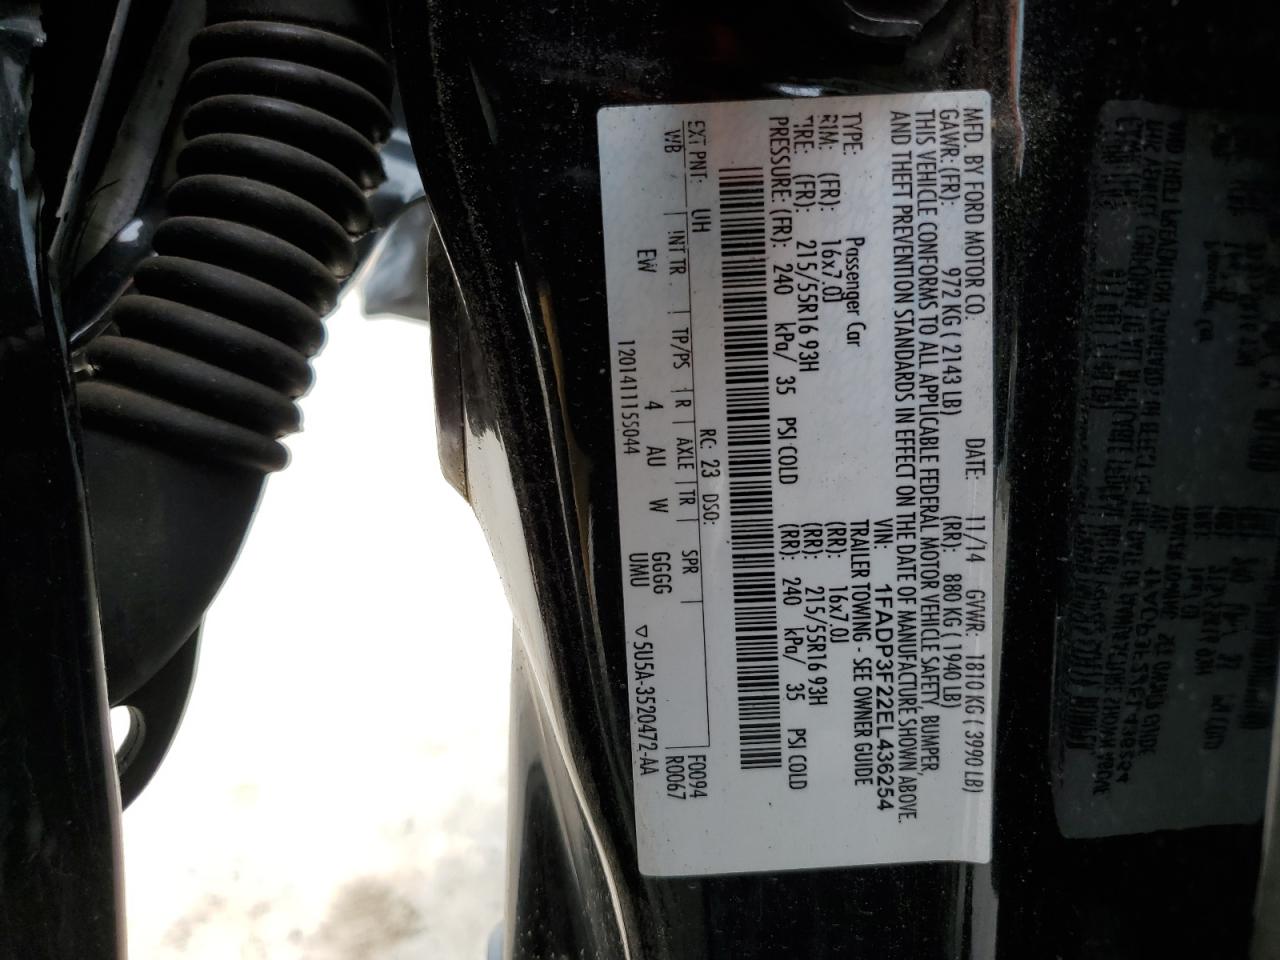 MFD. BY FORD MOTOR CO. DATE: 11/14 GVWR: 1810 KG ( 3990 LB)
GAWR: (FR): 972 KG ( 2143 LB) (RR): 880 KG ( 1940 LB)
THIS VEHICLE CONFORMS TO ALL APPLICABLE FEDERAL MOTOR VEHICLE SAFETY, BUMPER,
AND THEFT PREVENTION STANDARDS IN EFFECT ON THE DATE OF MANUFACTURE SHOWN ABOVE.
VIN: 1FADP3F22EL436254
TYPE: Passenger Car TRAILER TOWING - SEE OWNER GUIDE
RIM: (FR): 16x7.0J (RR): 16x7.0J
TIRE: (FR): 215/55R16 93H (RR): 215/55R16 93H
PRESSURE: (FR): 240 kPa/ 35 PSI COLD (RR): 240 kPa/ 35 PSI COLD
EXT PNT: UH RC: 23 DSO: F0094
WB INT TR TP/PS R AXLE TR SPR R0067
EW 4 AU W GGGG
UMU
120141115S044 ▽5U5A-3520472-AA